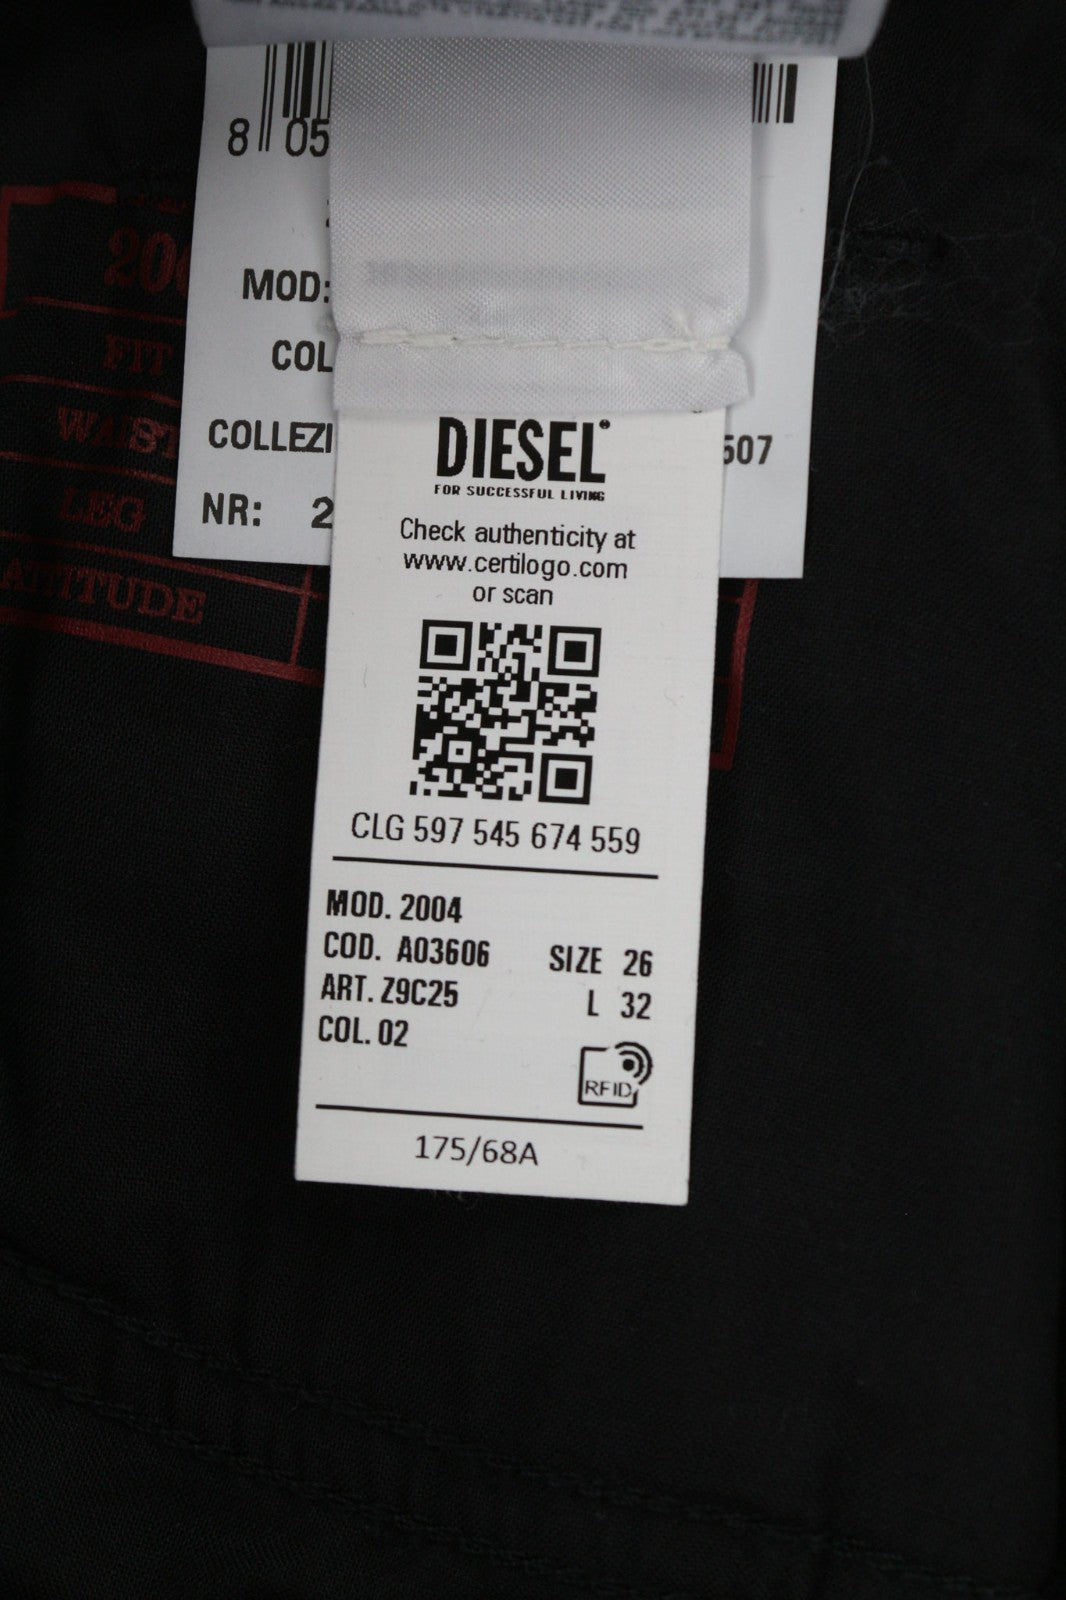 8 05
MOD:
COL
COLLEZI 507
NR: 2
FIT
WAIST
LEG
ATTITUDE
DIESEL
FOR SUCCESSFUL LIVING
Check authenticity at
www.certilogo.com
or scan
CLG 597 545 674 559
MOD. 2004
COD. A03606 SIZE 26
ART. Z9C25 L 32
COL. 02
RFID
175/68A